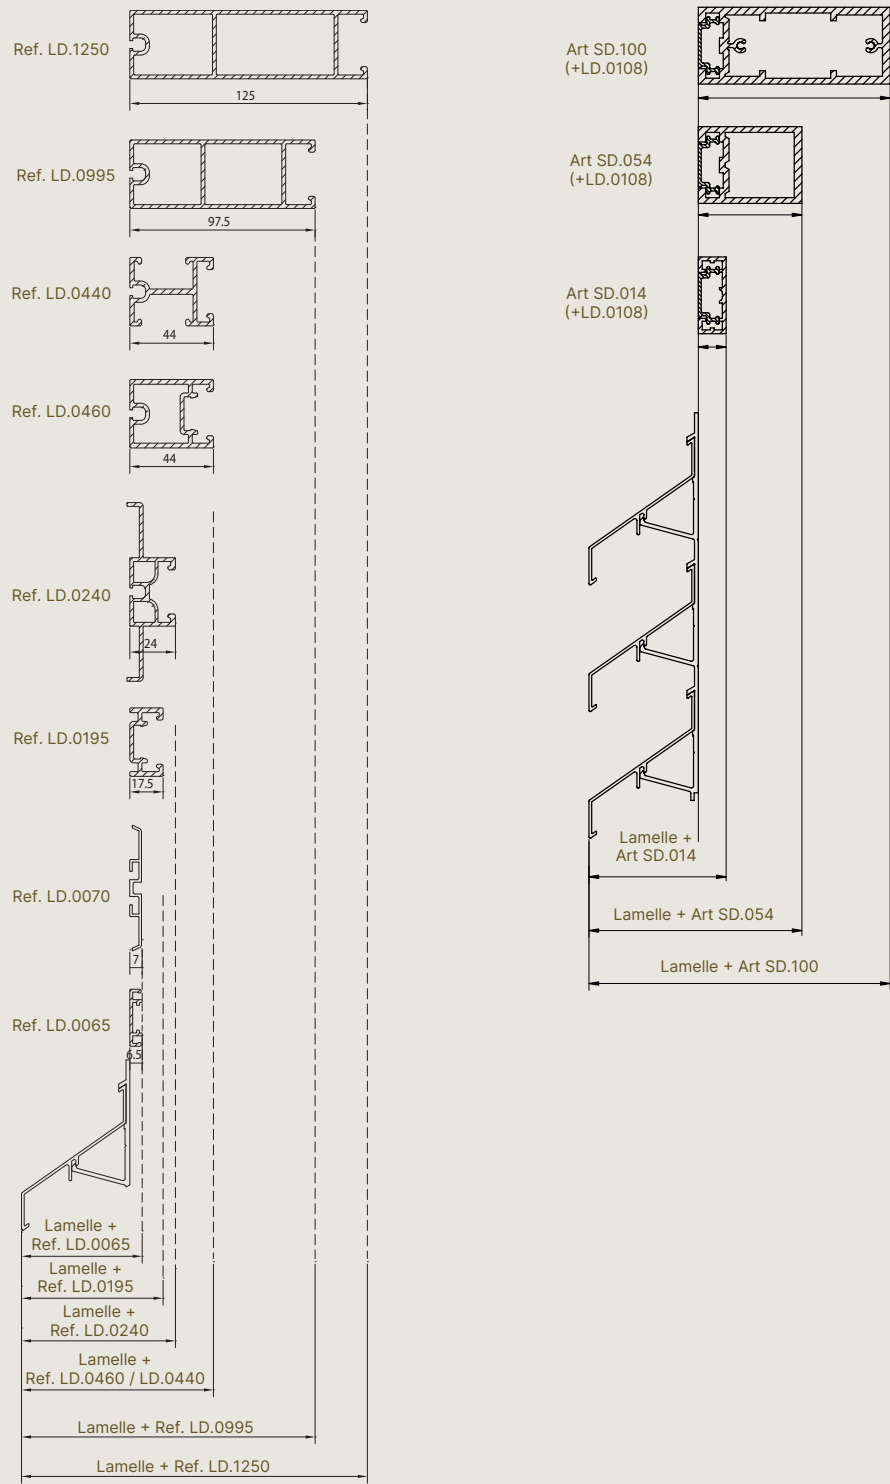 Ref. LD.1250
125
Ref. LD.0995
97.5
Ref. LD.0440
44
Ref. LD.0460
44
Ref. LD.0240
24
Ref. LD.0195
17.5
Ref. LD.0070
7
Ref. LD.0065
6.5
Lamelle +
Ref. LD.0065
Lamelle +
Ref. LD.0195
Lamelle +
Ref. LD.0240
Lamelle +
Ref. LD.0460 / LD.0440
Lamelle + Ref. LD.0995
Lamelle + Ref. LD.1250
Art SD.100
(+LD.0108)
Art SD.054
(+LD.0108)
Art SD.014
(+LD.0108)
Lamelle +
Art SD.014
Lamelle + Art SD.054
Lamelle + Art SD.100